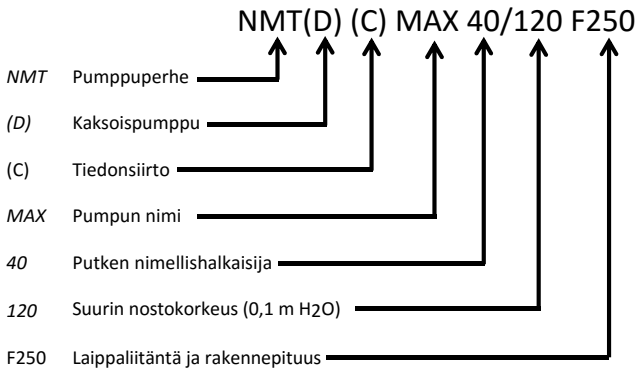 NMT(D) (C) MAX 40/120 F250
NMT Pumppuperhe
(D) Kaksoispumppu
(C) Tiedonsiirto
MAX Pumpun nimi
40 Putken nimellishalkaisija
120 Suurin nostokorkeus (0,1 m H2O)
F250 Laippaliitäntä ja rakennepituus